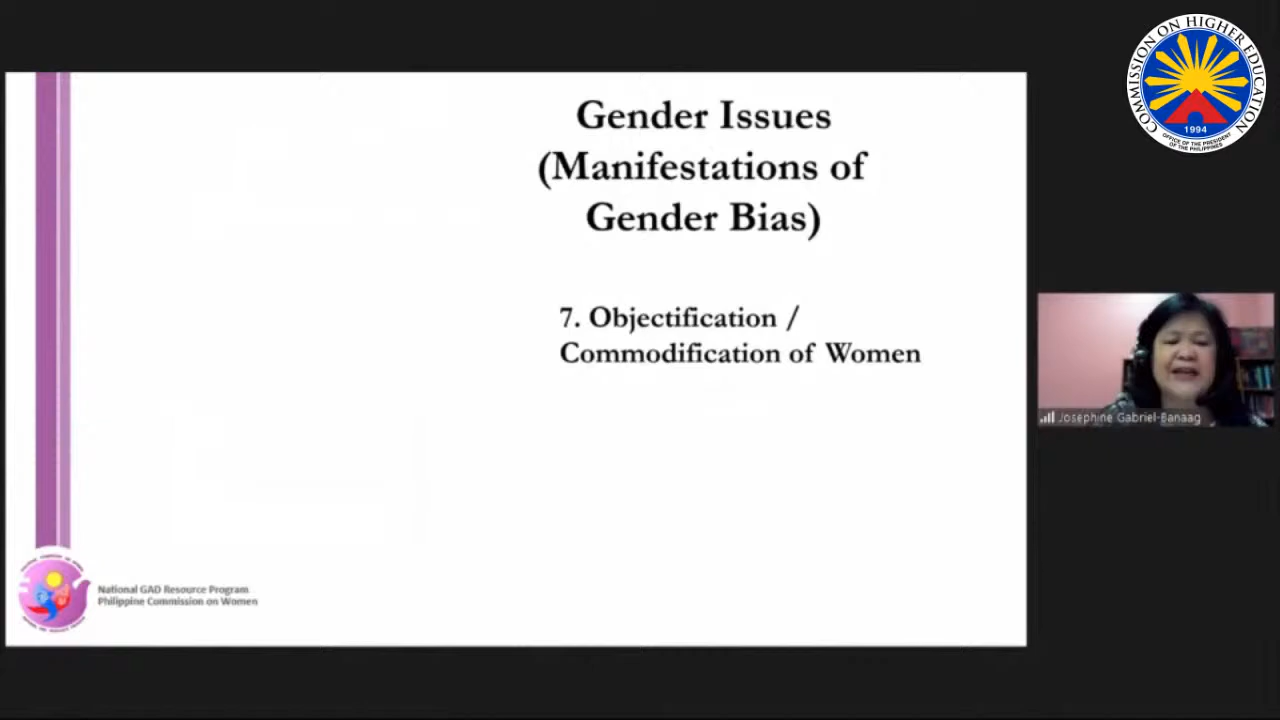 Gender Issues
(Manifestations of
Gender Bias)
7. Objectification /
Commodification of Women
National GAD Resource Program
Philippine Commission on Women
COMMISSION ON HIGHER EDUCATION
1994
OFFICE OF THE PRESIDENT
OF THE PHILIPPINES
Josephine Gabriel-Banaag